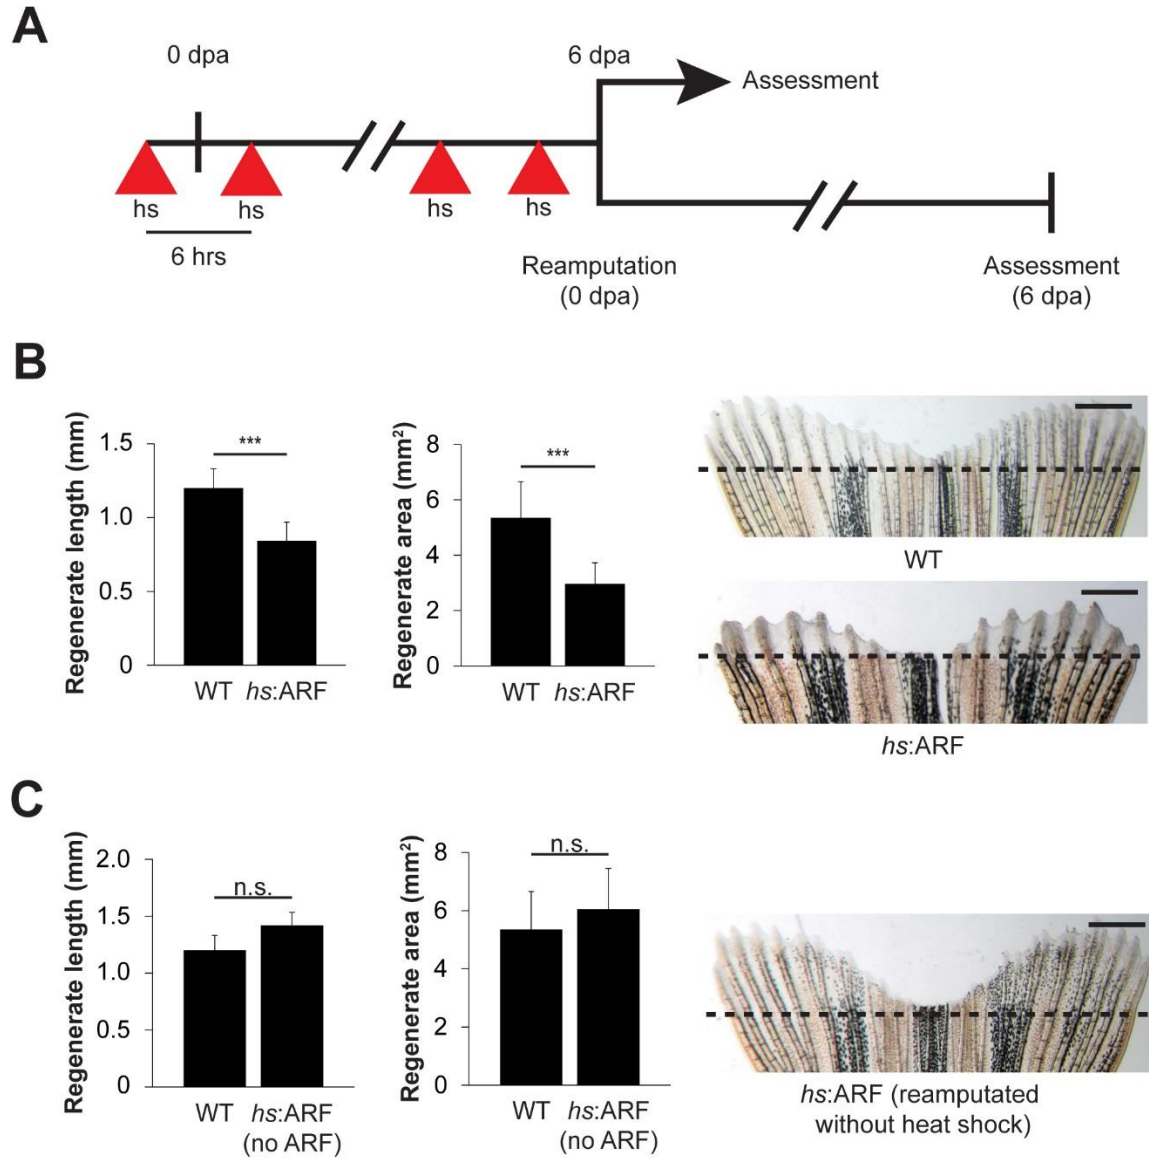 A
0 dpa
6 dpa
Assessment
hs
hs
hs
hs
6 hrs
Reamputation
(0 dpa)
Assessment
(6 dpa)
B
Regenerate length (mm)
1.5
1.0
0.5
0
***
WT
hs:ARF
Regenerate area (mm²)
8
6
4
2
0
***
WT
hs:ARF
WT
hs:ARF
C
Regenerate length (mm)
2.0
1.5
1.0
0.5
0
n.s.
WT
hs:ARF
(no ARF)
Regenerate area (mm²)
8
6
4
2
0
n.s.
WT
hs:ARF
(no ARF)
hs:ARF (reamputated
without heat shock)